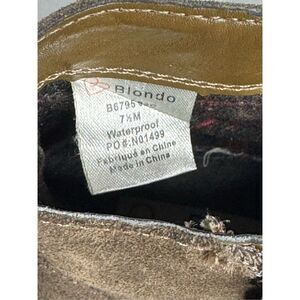 Blondo
B6795
7½M
Waterproof
PO#:N01499
Fabriqué en Chine
Made in China